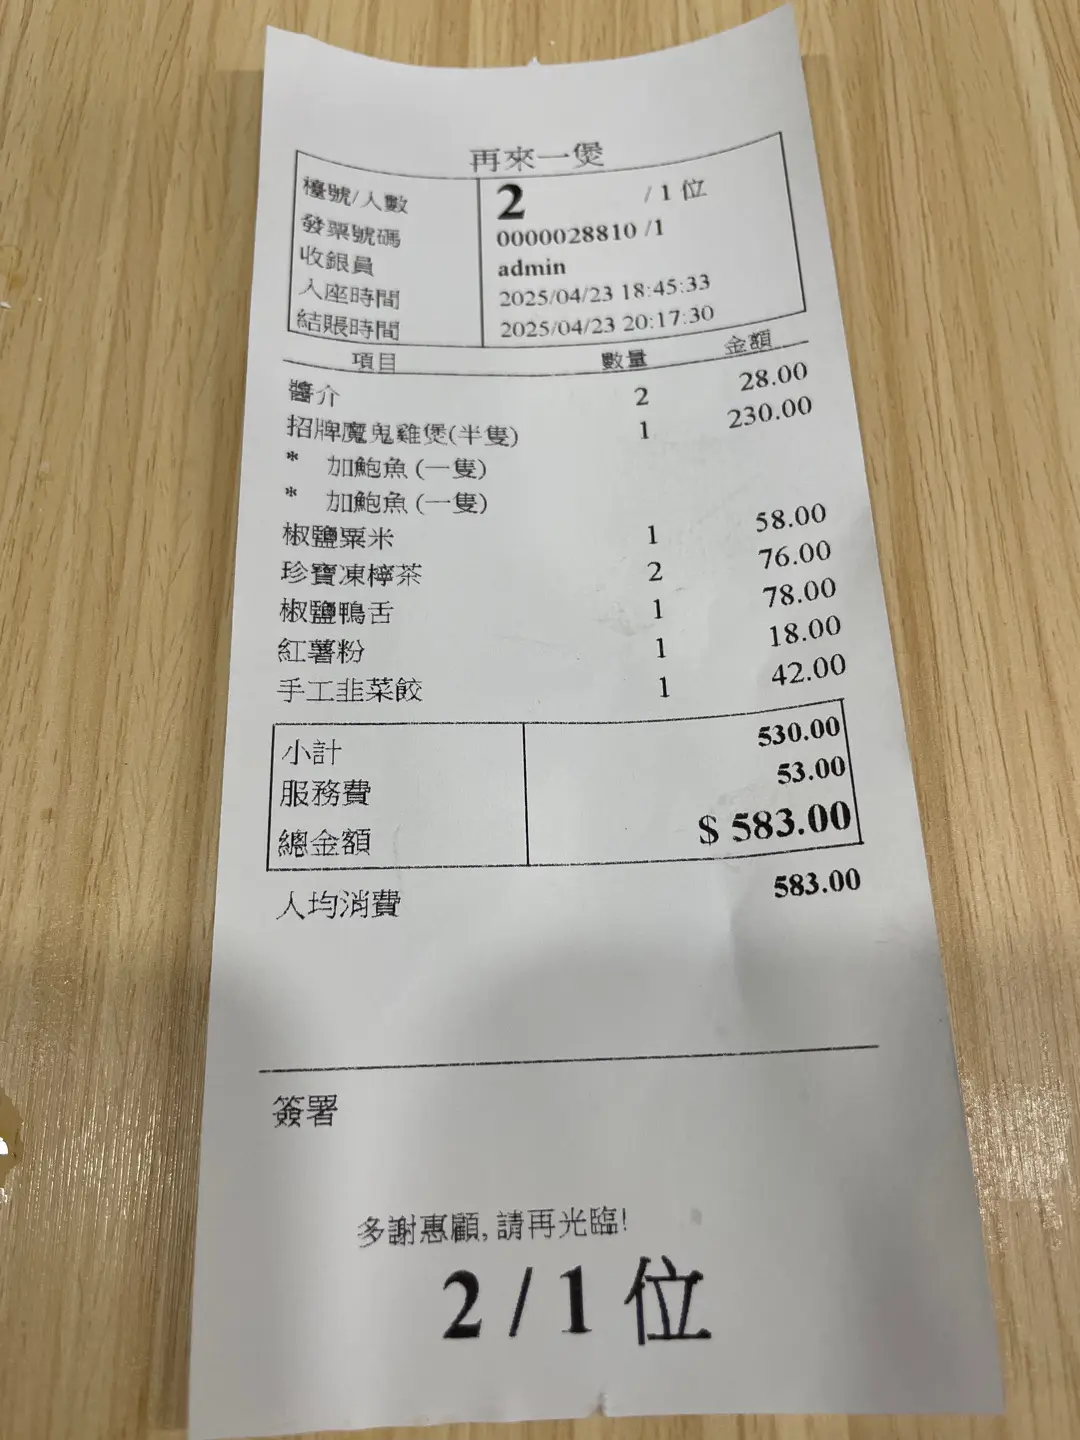 再來一煲
檯號/人數 2 / 1 位
發票號碼 0000028810 /1
收銀員 admin
入座時間 2025/04/23 18:45:33
結賬時間 2025/04/23 20:17:30
項目 數量 金額
醬介 2 28.00
招牌魔鬼雞煲(半隻) 1 230.00
* 加鮑魚 (一隻)
* 加鮑魚 (一隻)
椒鹽粟米 1 58.00
珍寶凍檸茶 2 76.00
椒鹽鴨舌 1 78.00
紅薯粉 1 18.00
手工韭菜餃 1 42.00
小計 530.00
服務費 53.00
總金額 $ 583.00
人均消費 583.00
簽署
多謝惠顧, 請再光臨!
2 / 1 位